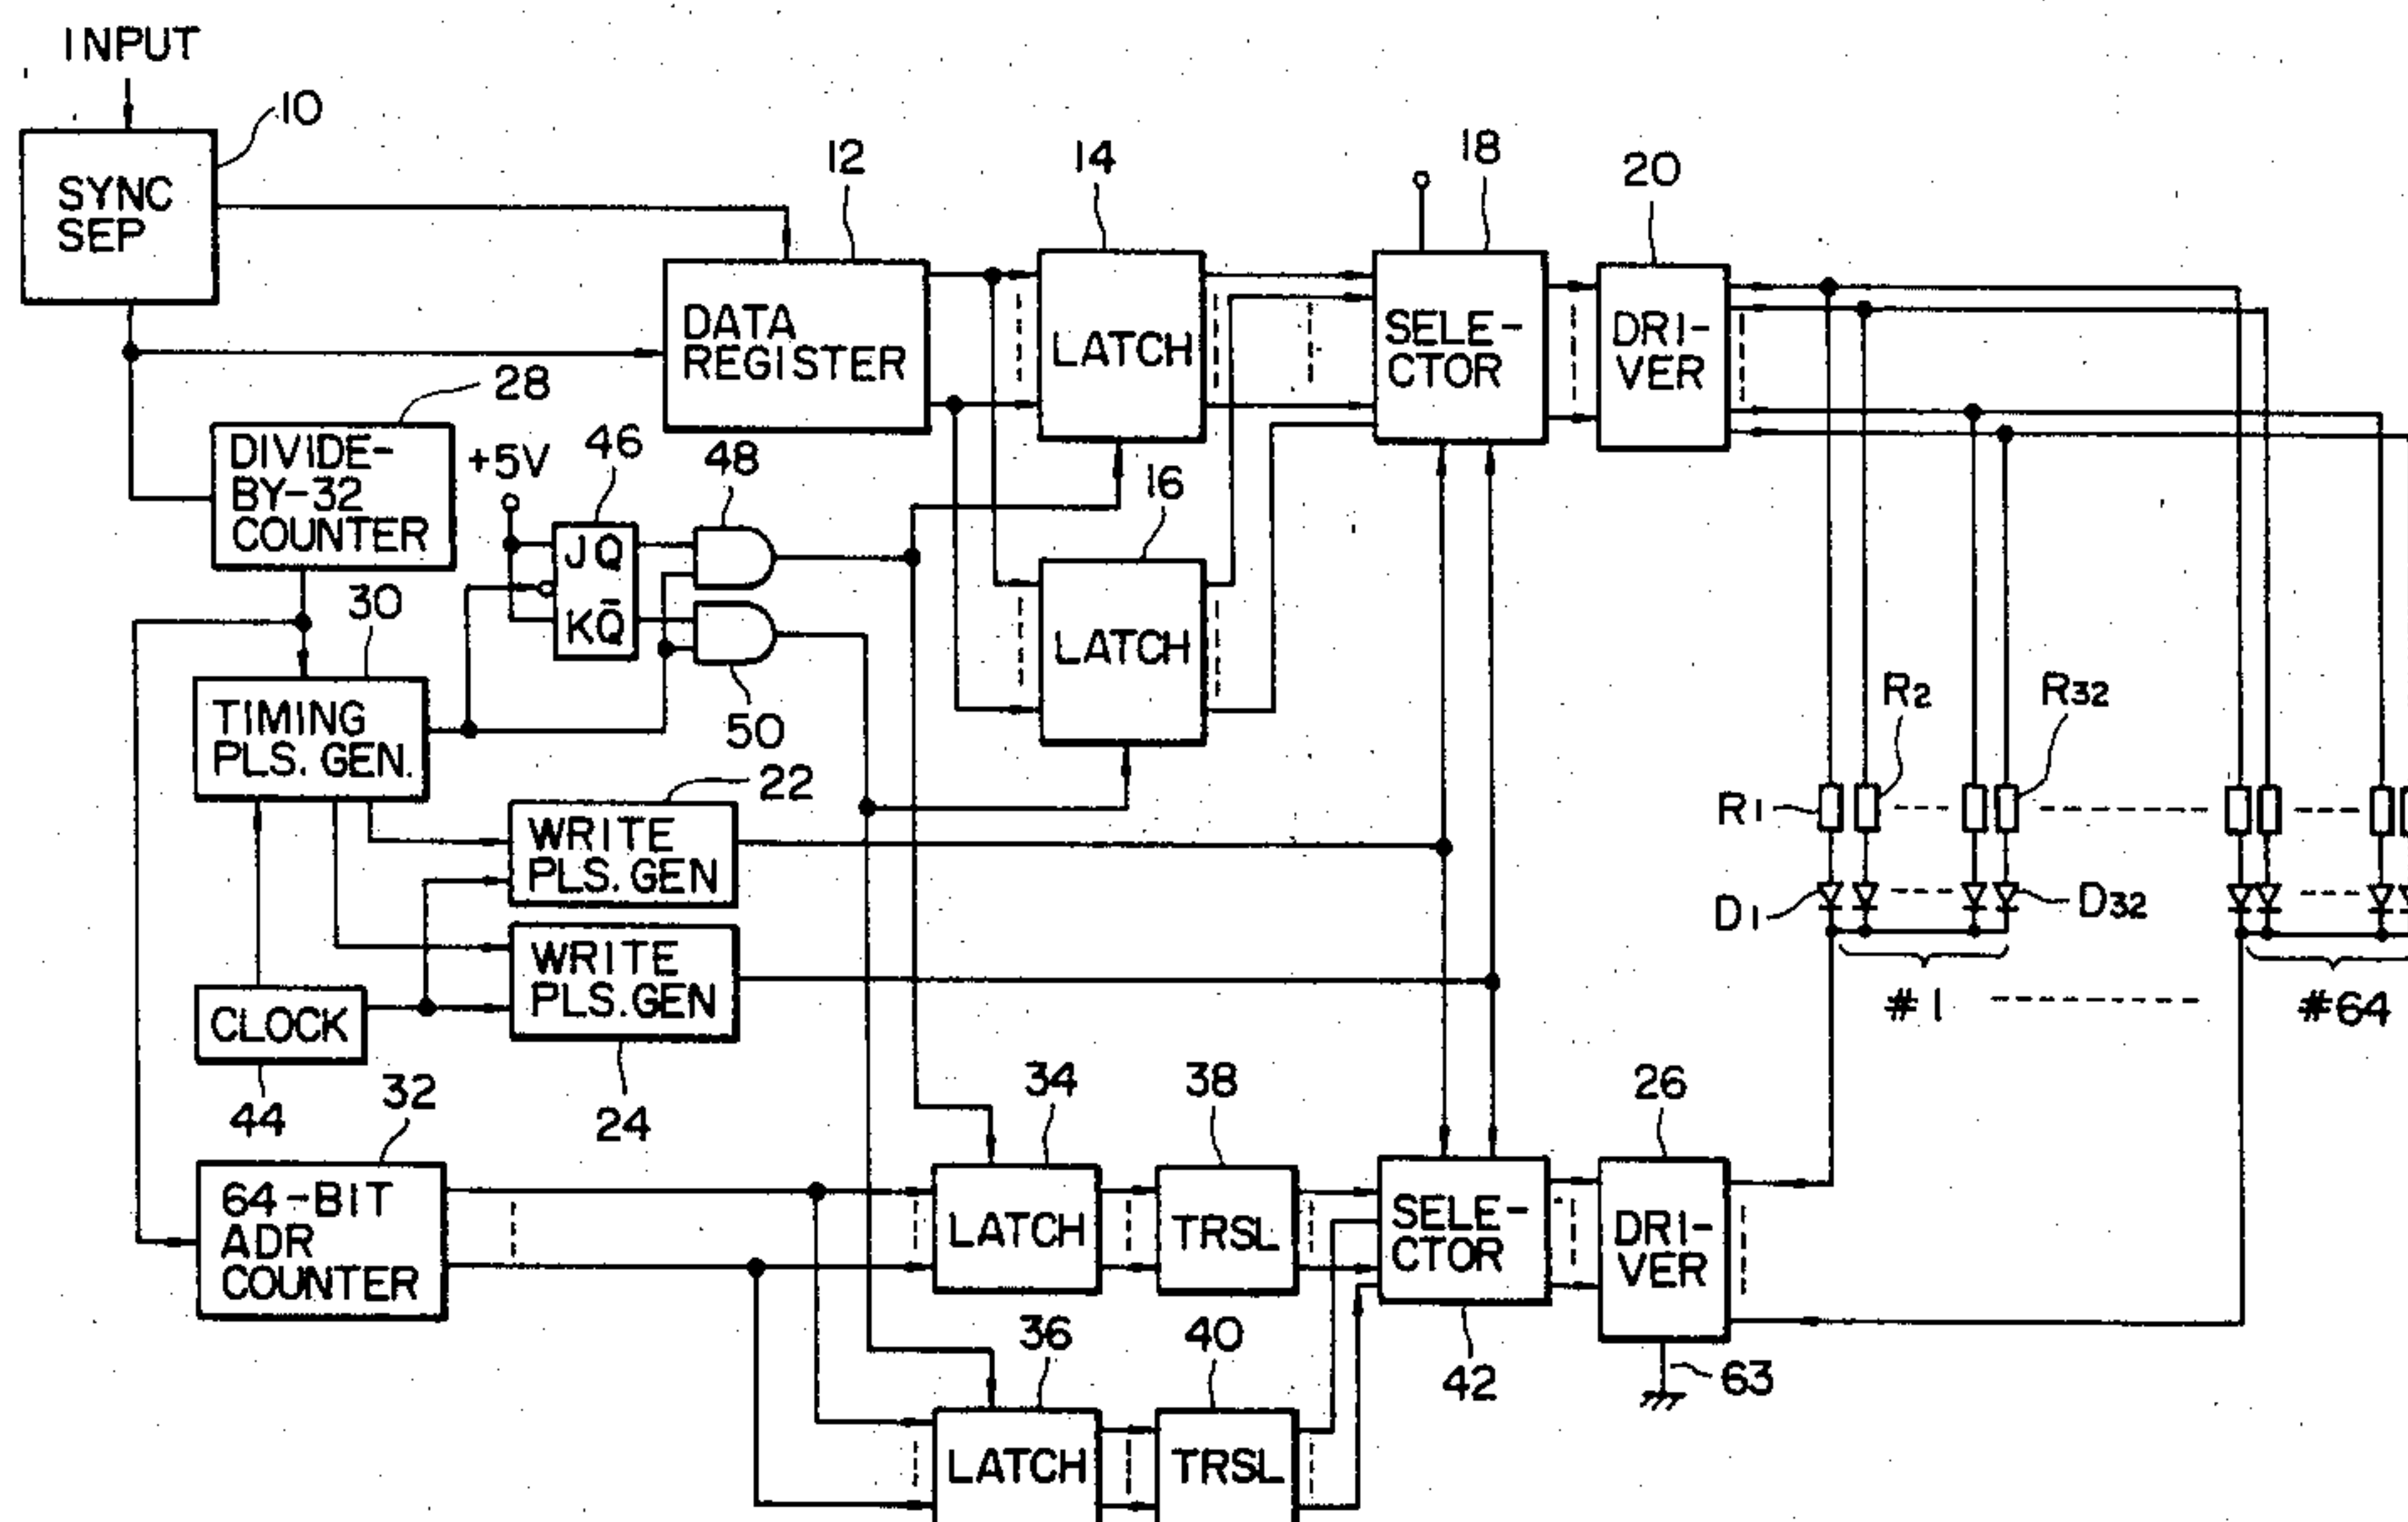 INPUT
10
SYNC
SEP
12
14
18
20
DATA
REGISTER
LATCH
SELE-
CTOR
DRI-
VER
28
DIVIDE-
BY-32
COUNTER
+5V
46
48
16
J Q
K Q̄
LATCH
30
50
TIMING
PLS. GEN.
22
WRITE
PLS. GEN
R1
R2
R32
D1
D32
WRITE
PLS. GEN
#1
#64
CLOCK
44
24
32
34
38
26
64-BIT
ADR
COUNTER
LATCH
TRSL
SELE-
CTOR
DRI-
VER
36
40
42
63
LATCH
TRSL